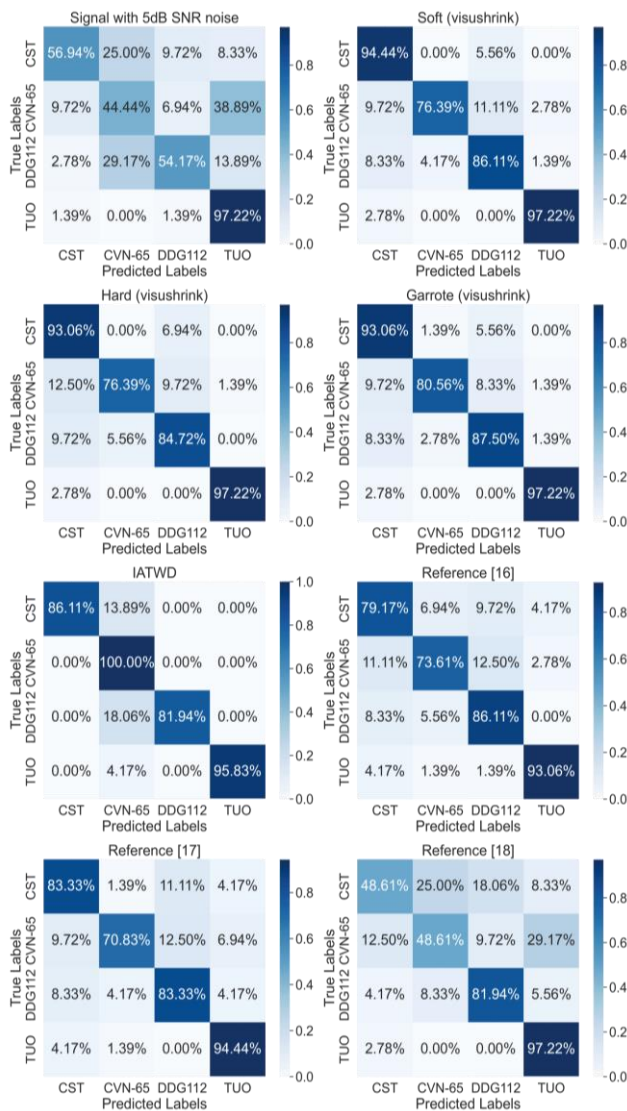 Signal with 5dB SNR noise
CST 56.94% 25.00% 9.72% 8.33% 0.8
CVN-65 9.72% 44.44% 6.94% 38.89% 0.6
DDG112 2.78% 29.17% 54.17% 13.89% 0.4
TUO 1.39% 0.00% 1.39% 97.22% 0.2
0.0
True Labels
CST CVN-65 DDG112 TUO
Predicted Labels
Soft (visushrink)
CST 94.44% 0.00% 5.56% 0.00% 0.8
CVN-65 9.72% 76.39% 11.11% 2.78% 0.6
DDG112 8.33% 4.17% 86.11% 1.39% 0.4
TUO 2.78% 0.00% 0.00% 97.22% 0.2
0.0
True Labels
CST CVN-65 DDG112 TUO
Predicted Labels
Hard (visushrink)
CST 93.06% 0.00% 6.94% 0.00% 0.8
CVN-65 12.50% 76.39% 9.72% 1.39% 0.6
DDG112 9.72% 5.56% 84.72% 0.00% 0.4
TUO 2.78% 0.00% 0.00% 97.22% 0.2
0.0
True Labels
CST CVN-65 DDG112 TUO
Predicted Labels
Garrote (visushrink)
CST 93.06% 1.39% 5.56% 0.00% 0.8
CVN-65 9.72% 80.56% 8.33% 1.39% 0.6
DDG112 8.33% 2.78% 87.50% 1.39% 0.4
TUO 2.78% 0.00% 0.00% 97.22% 0.2
0.0
True Labels
CST CVN-65 DDG112 TUO
Predicted Labels
IATWD
1.0
CST 86.11% 13.89% 0.00% 0.00% 0.8
CVN-65 0.00% 100.00% 0.00% 0.00% 0.6
DDG112 0.00% 18.06% 81.94% 0.00% 0.4
TUO 0.00% 4.17% 0.00% 95.83% 0.2
0.0
True Labels
CST CVN-65 DDG112 TUO
Predicted Labels
Reference [16]
CST 79.17% 6.94% 9.72% 4.17% 0.8
CVN-65 11.11% 73.61% 12.50% 2.78% 0.6
DDG112 8.33% 5.56% 86.11% 0.00% 0.4
TUO 4.17% 1.39% 1.39% 93.06% 0.2
0.0
True Labels
CST CVN-65 DDG112 TUO
Predicted Labels
Reference [17]
CST 83.33% 1.39% 11.11% 4.17% 0.8
CVN-65 9.72% 70.83% 12.50% 6.94% 0.6
DDG112 8.33% 4.17% 83.33% 4.17% 0.4
TUO 4.17% 1.39% 0.00% 94.44% 0.2
0.0
True Labels
CST CVN-65 DDG112 TUO
Predicted Labels
Reference [18]
CST 48.61% 25.00% 18.06% 8.33% 0.8
CVN-65 12.50% 48.61% 9.72% 29.17% 0.6
DDG112 4.17% 8.33% 81.94% 5.56% 0.4
TUO 2.78% 0.00% 0.00% 97.22% 0.2
0.0
True Labels
CST CVN-65 DDG112 TUO
Predicted Labels